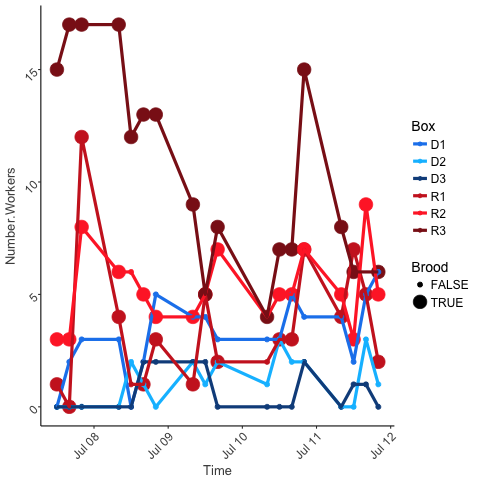 Number.Workers
15
10
5
0
Jul 08
Jul 09
Jul 10
Jul 11
Jul 12
Time
Box
D1
D2
D3
R1
R2
R3
Brood
FALSE
TRUE